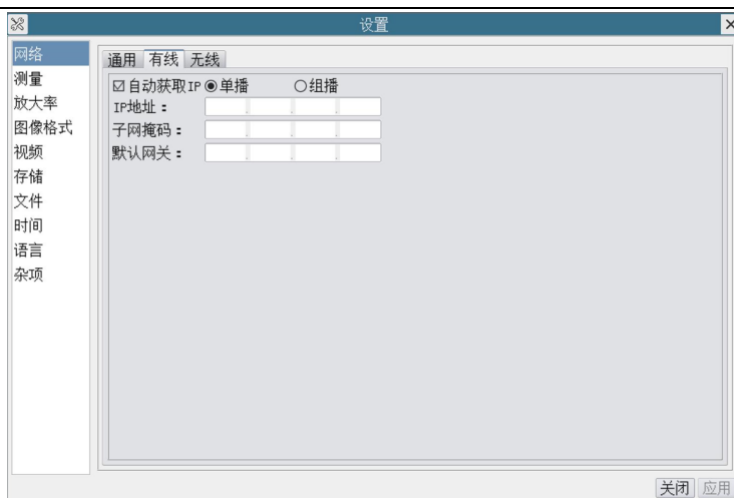 设置
网络
测量
放大率
图像格式
视频
存储
文件
时间
语言
杂项
通用 有线 无线
自动获取IP 单播 组播
IP地址：
子网掩码：
默认网关：
关闭 应用